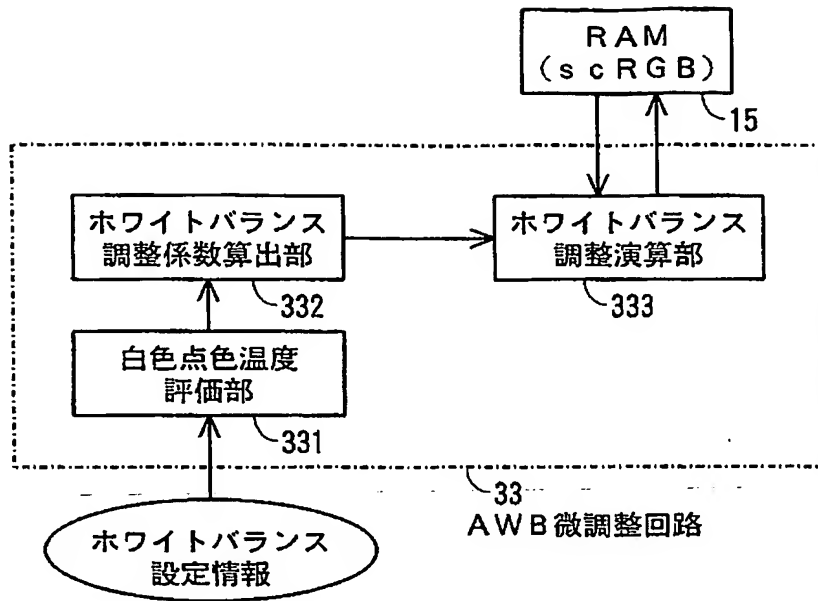 RAM
(scRGB)
15
ホワイトバランス
調整係数算出部
332
ホワイトバランス
調整演算部
333
白色点色温度
評価部
331
33
AWB微調整回路
ホワイトバランス
設定情報